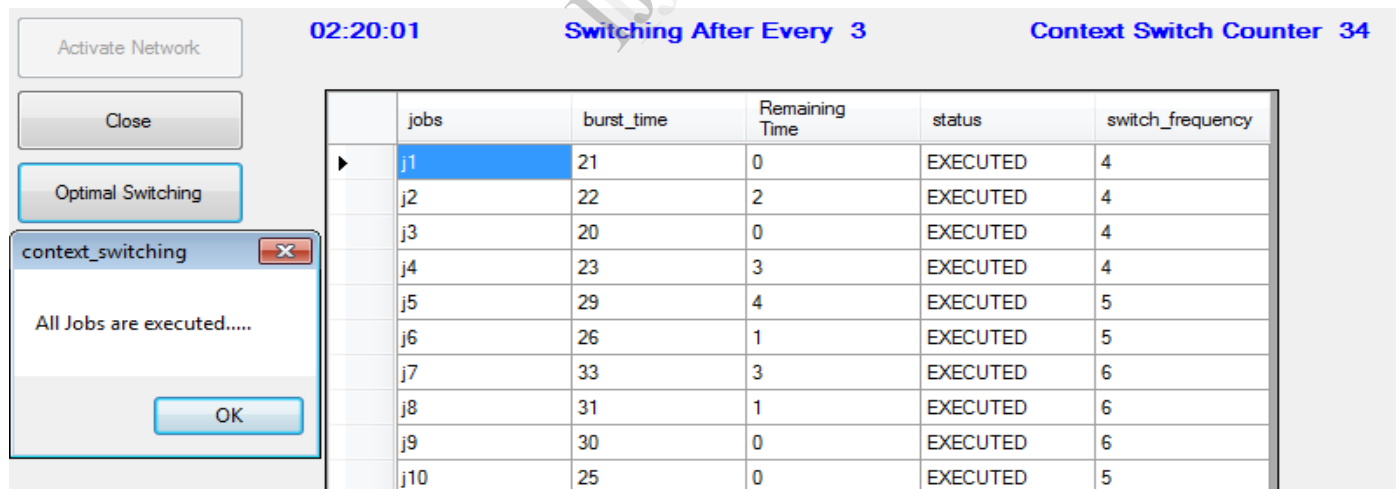 Activate Network
02:20:01 Switching After Every 3 Context Switch Counter 34
Close
Optimal Switching
jobs burst_time Remaining Time status switch_frequency
j1 21 0 EXECUTED 4
j2 22 2 EXECUTED 4
j3 20 0 EXECUTED 4
j4 23 3 EXECUTED 4
j5 29 4 EXECUTED 5
j6 26 1 EXECUTED 5
j7 33 3 EXECUTED 6
j8 31 1 EXECUTED 6
j9 30 0 EXECUTED 6
j10 25 0 EXECUTED 5
context_switching
All Jobs are executed.....
OK